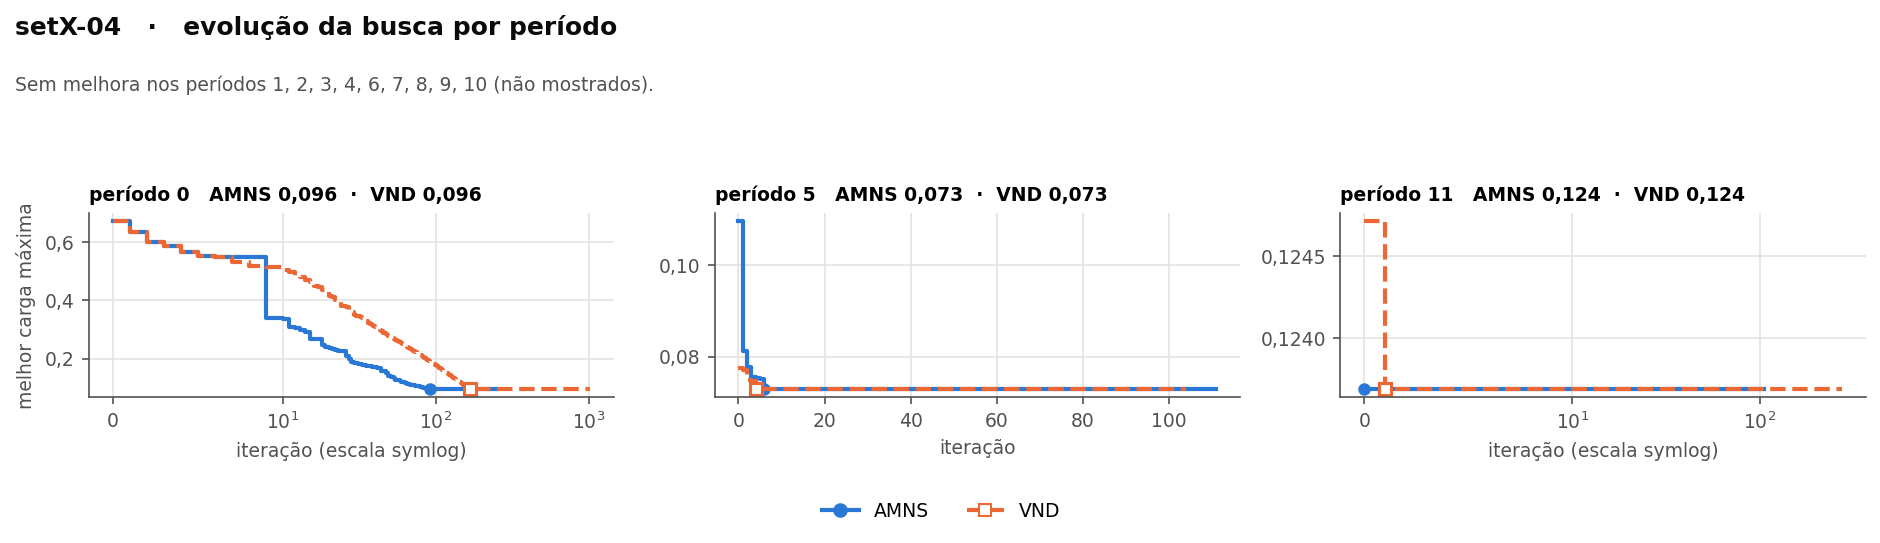 setX-04 · evolução da busca por período
Sem melhora nos períodos 1, 2, 3, 4, 6, 7, 8, 9, 10 (não mostrados).
período 0 AMNS 0,096 · VND 0,096
melhor carga máxima
0,6
0,4
0,2
0
10¹
10²
10³
iteração (escala symlog)
período 5 AMNS 0,073 · VND 0,073
0,10
0,08
0
20
40
60
80
100
iteração
período 11 AMNS 0,124 · VND 0,124
0,1245
0,1240
0
10¹
10²
iteração (escala symlog)
AMNS
VND